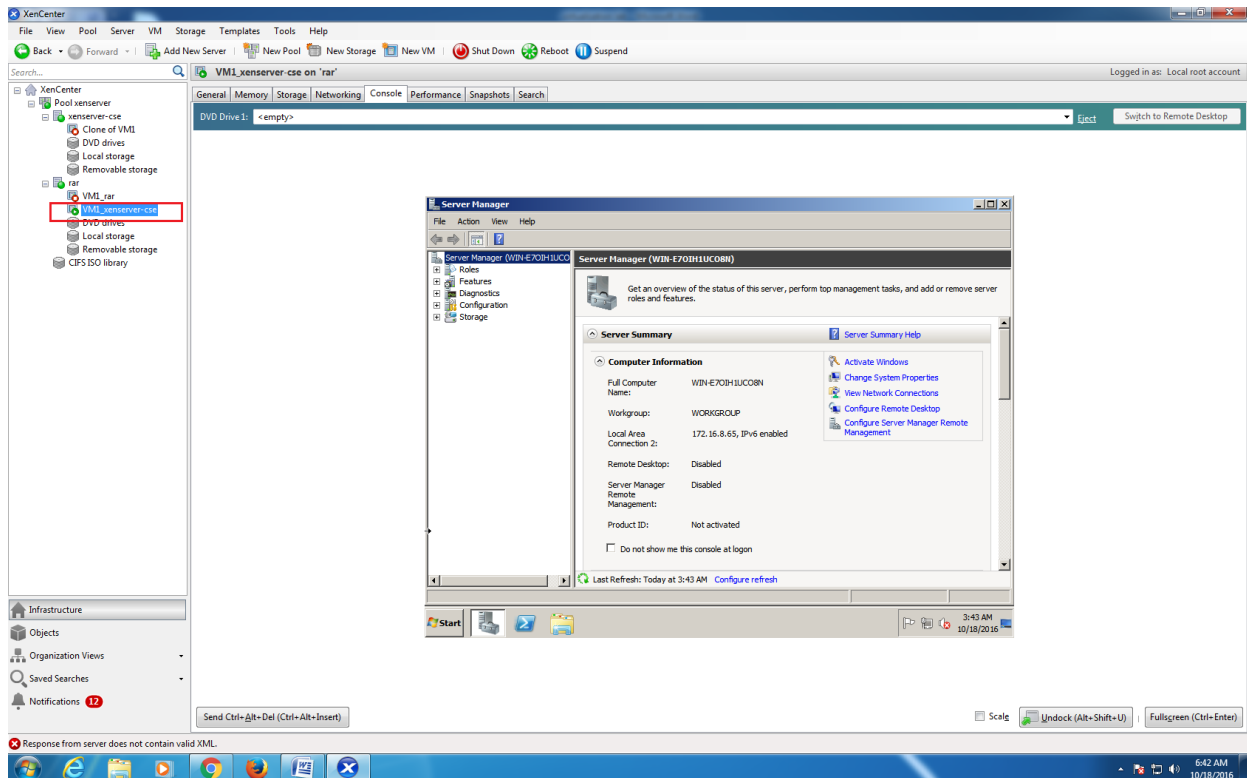 XenCenter
File View Pool Server VM Storage Templates Tools Help
Back Forward Add New Server New Pool New Storage New VM Shut Down Reboot Suspend
Search...
VM1_xenserver-cse on 'rar' Logged in as: Local root account
XenCenter
Pool xenserver
xenserver-cse
Clone of VM1
DVD drives
Local storage
Removable storage
rar
VM1_rar
VM1_xenserver-cse
DVD drives
Local storage
Removable storage
CIFS ISO library
General Memory Storage Networking Console Performance Snapshots Search
DVD Drive 1: <empty> Eject Switch to Remote Desktop
Server Manager
File Action View Help
Server Manager (WIN-E7OIH1UCO
Roles
Features
Diagnostics
Configuration
Storage
Server Manager (WIN-E7OIH1UCO8N)
Get an overview of the status of this server, perform top management tasks, and add or remove server
roles and features.
Server Summary
Server Summary Help
Computer Information
Full Computer
Name:
WIN-E7OIH1UCO8N
Workgroup: WORKGROUP
Local Area
Connection 2:
172.16.8.65, IPv6 enabled
Remote Desktop: Disabled
Server Manager
Remote
Management:
Disabled
Product ID: Not activated
Do not show me this console at logon
Activate Windows
Change System Properties
View Network Connections
Configure Remote Desktop
Configure Server Manager Remote
Management
Last Refresh: Today at 3:43 AM Configure refresh
Start
3:43 AM
10/18/2016
Infrastructure
Objects
Organization Views
Saved Searches
Notifications 12
Send Ctrl+Alt+Del (Ctrl+Alt+Insert) Scale Undock (Alt+Shift+U) Fullscreen (Ctrl+Enter)
Response from server does not contain valid XML.
6:42 AM
10/18/2016